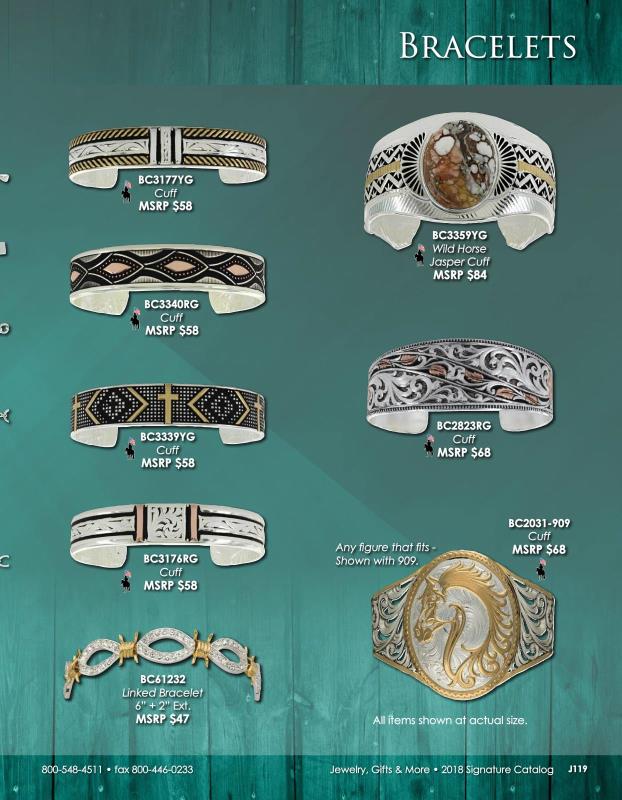 BRACELETS
BC3177YG
Cuff
MSRP $58
BC3340RG
Cuff
MSRP $58
BC3339YG
Cuff
MSRP $58
BC3176RG
Cuff
MSRP $58
BC61232
Linked Bracelet
6” + 2” Ext.
MSRP $47
BC3359YG
Wild Horse
Jasper Cuff
MSRP $84
BC2823RG
Cuff
MSRP $68
BC2031-909
Cuff
MSRP $68
Any figure that fits -
Shown with 909.
All items shown at actual size.
800-548-4511 • fax 800-446-0233
Jewelry, Gifts & More • 2018 Signature Catalog J119